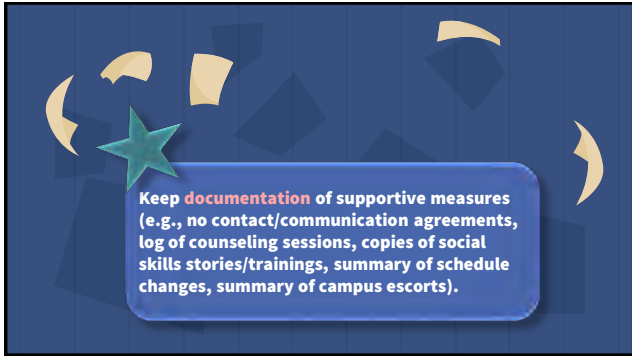 Keep documentation of supportive measures
(e.g., no contact/communication agreements,
log of counseling sessions, copies of social
skills stories/trainings, summary of schedule
changes, summary of campus escorts).